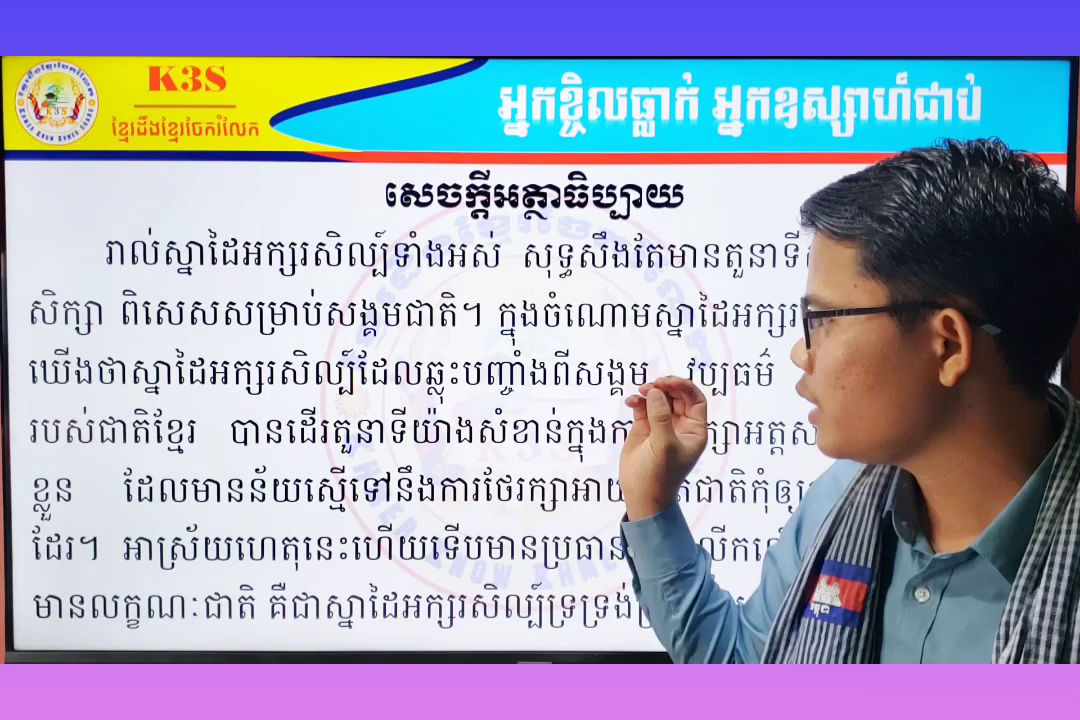 K3S
ខ្មែរដឹងខ្មែរចែករំលែក
អ្នកខ្ជិលធ្លាក់ អ្នកឧស្សាហ៍ជាប់
សេចក្តីអត្ថាធិប្បាយ
រាល់ស្នាដៃអក្សរសិល្ប៍ទាំងអស់ សុទ្ធសឹងតែមានតួនាទី
សិក្សា ពិសេសសម្រាប់សង្គមជាតិ។ ក្នុងចំណោមស្នាដៃអក្សរ
ឃើងថាស្នាដៃអក្សរសិល្ប៍ដែលឆ្លុះបញ្ចាំងពីសង្គម វប្បធម៌
របស់ជាតិខ្មែរ បានដើរតួនាទីយ៉ាងសំខាន់ក្នុងការ
ខ្លួន ដែលមានន័យស្មើទៅនឹងការថែរក្សាអាយុ ជាតិកុំឲ្យ
ដែរ។ អាស្រ័យហេតុនេះហើយទើបមានប្រធាន លើក
មានលក្ខណៈជាតិ គឺជាស្នាដៃអក្សរសិល្ប៍ទ្រទ្រង់